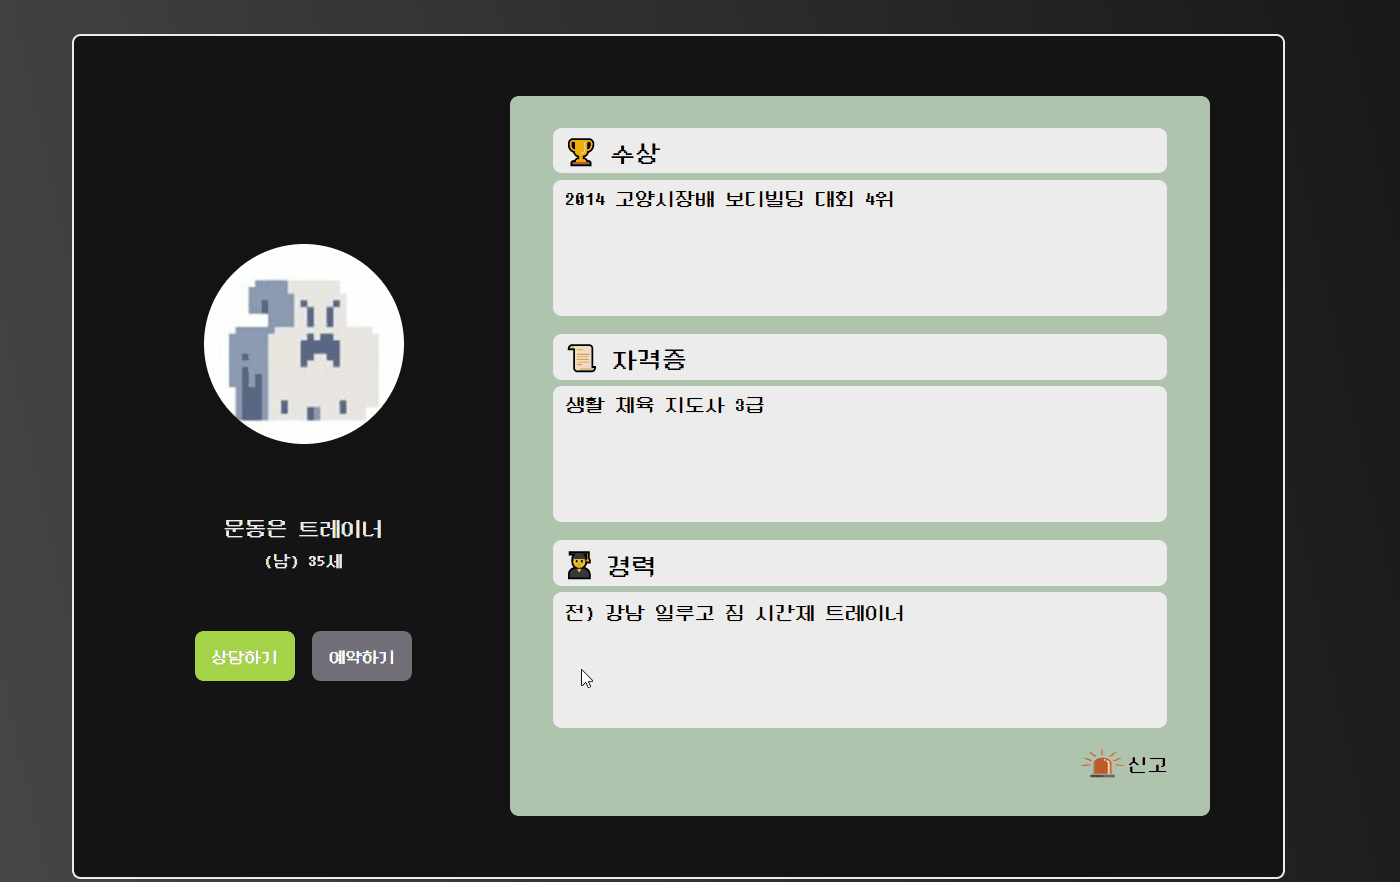 문동은 트레이너
(남) 35세
상담하기
예약하기
수상
2014 고양시장배 보디빌딩 대회 4위
자격증
생활 체육 지도사 3급
경력
전) 강남 일루고 짐 시간제 트레이너
신고